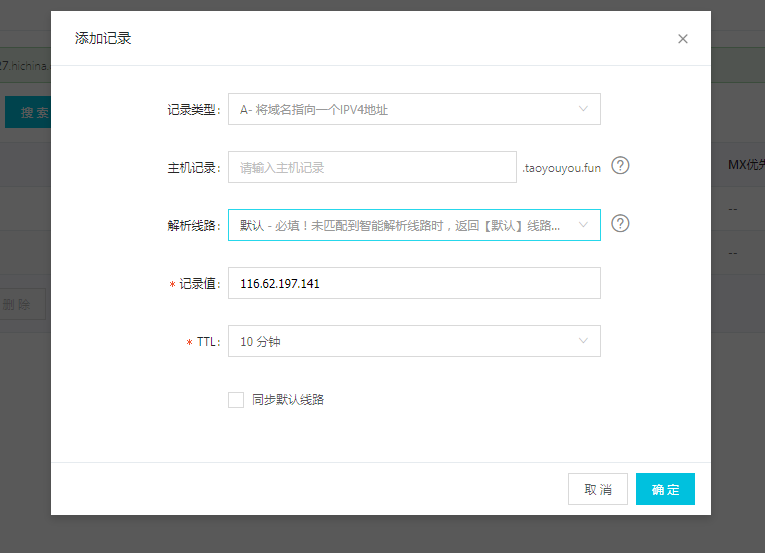 添加记录
27.hichina.
搜 索
记录类型:
A- 将域名指向一个IPV4地址
主机记录:
请输入主机记录
.taoyouyou.fun
MX优先
解析线路:
默认 - 必填！未匹配到智能解析线路时，返回【默认】线路...
--
* 记录值:
116.62.197.141
--
删 除
* TTL:
10 分钟
同步默认线路
取 消
确 定